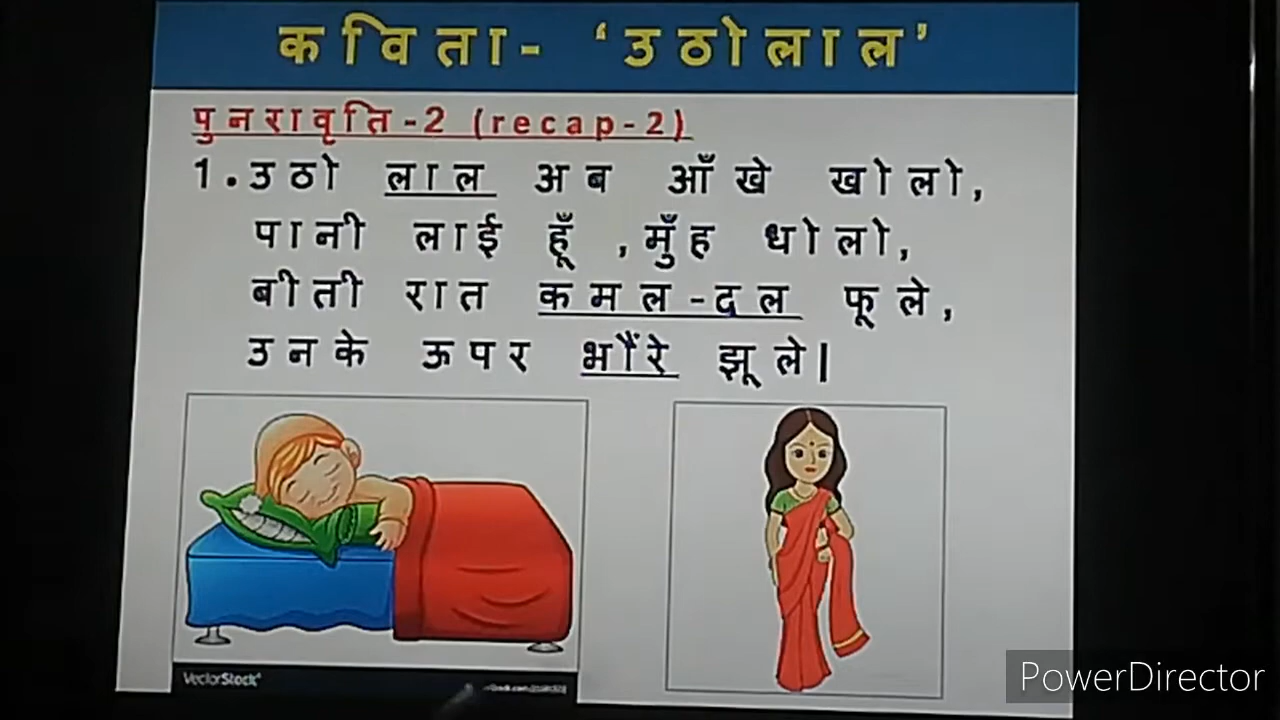 कविता- ‘उठोलाल’
पुनरावृति-2 (recap-2)
1.उठो लाल अब आँखे खोलो,
पानी लाई हूँ ,मुँह धोलो,
बीती रात कमल-दल फूले,
उनके ऊपर भौंरे झूले|
VectorStock
PowerDirector